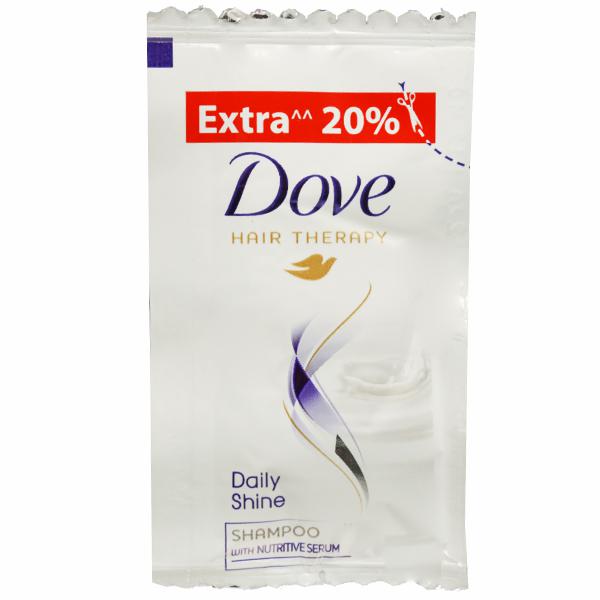 Extra^^ 20%
Dove
HAIR THERAPY
Daily
Shine
SHAMPOO
WITH NUTRITIVE SERUM